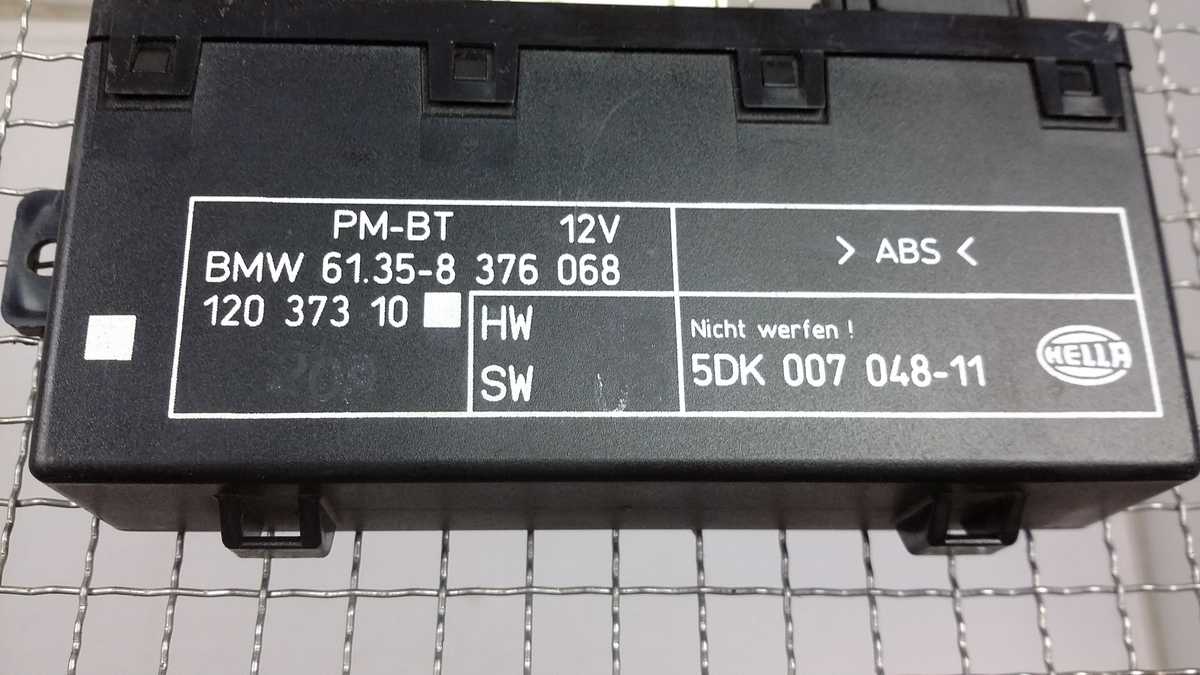 PM-BT 12V
BMW 61.35-8 376 068
120 373 10
HW
SW
> ABS <
Nicht werfen !
5DK 007 048-11
HELLA